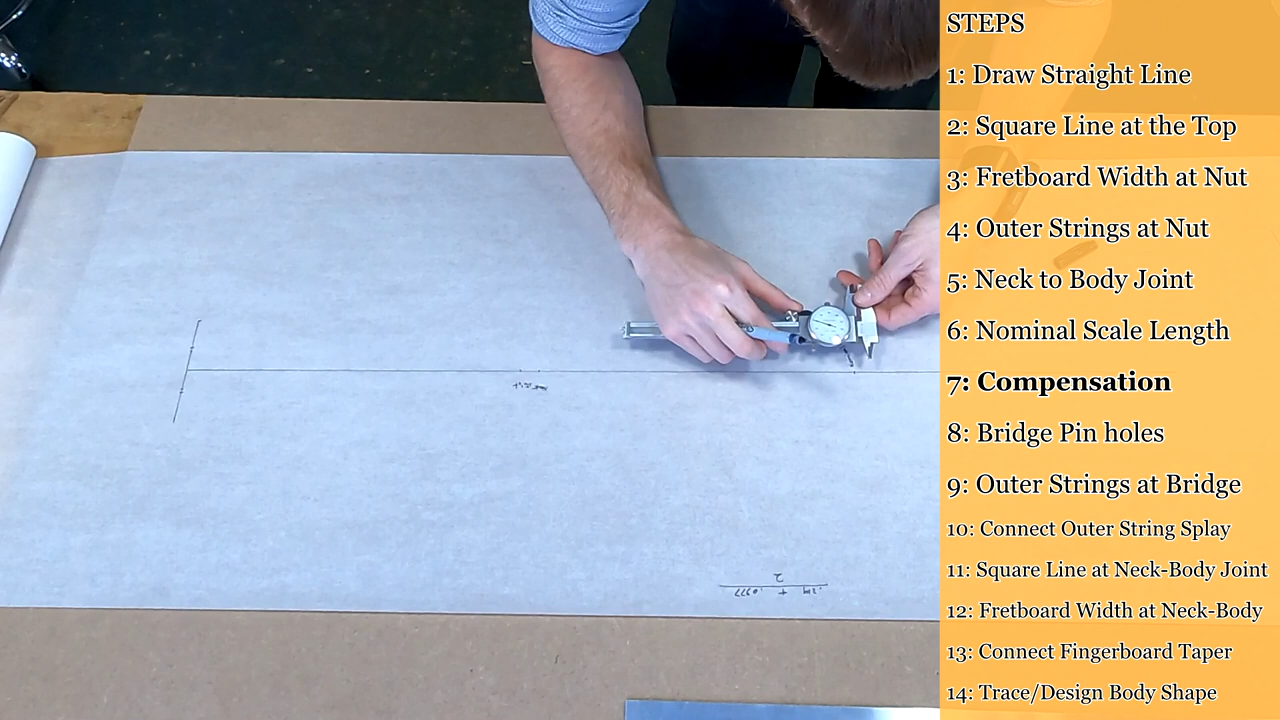 STEPS
1: Draw Straight Line
2: Square Line at the Top
3: Fretboard Width at Nut
4: Outer Strings at Nut
5: Neck to Body Joint
6: Nominal Scale Length
7: Compensation
8: Bridge Pin holes
9: Outer Strings at Bridge
10: Connect Outer String Splay
11: Square Line at Neck-Body Joint
12: Fretboard Width at Neck-Body
13: Connect Fingerboard Taper
14: Trace/Design Body Shape
2